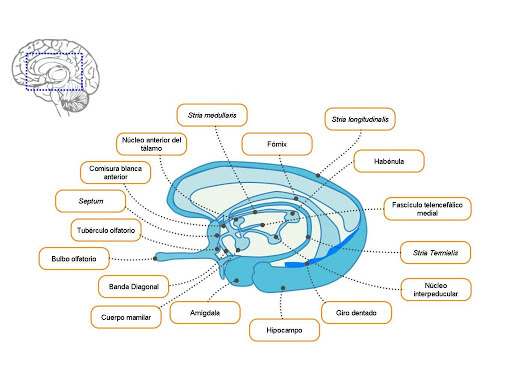 Stria medullaris
Stria longitudinalis
Núcleo anterior del
tálamo
Fórnix
Habénula
Comisura blanca
anterior
Septum
Fascículo telencefálico
medial
Tubérculo olfatorio
Stria Termialis
Bulbo olfatorio
Banda Diagonal
Núcleo
interpeducular
Cuerpo mamilar
Amígdala
Giro dentado
Hipocampo